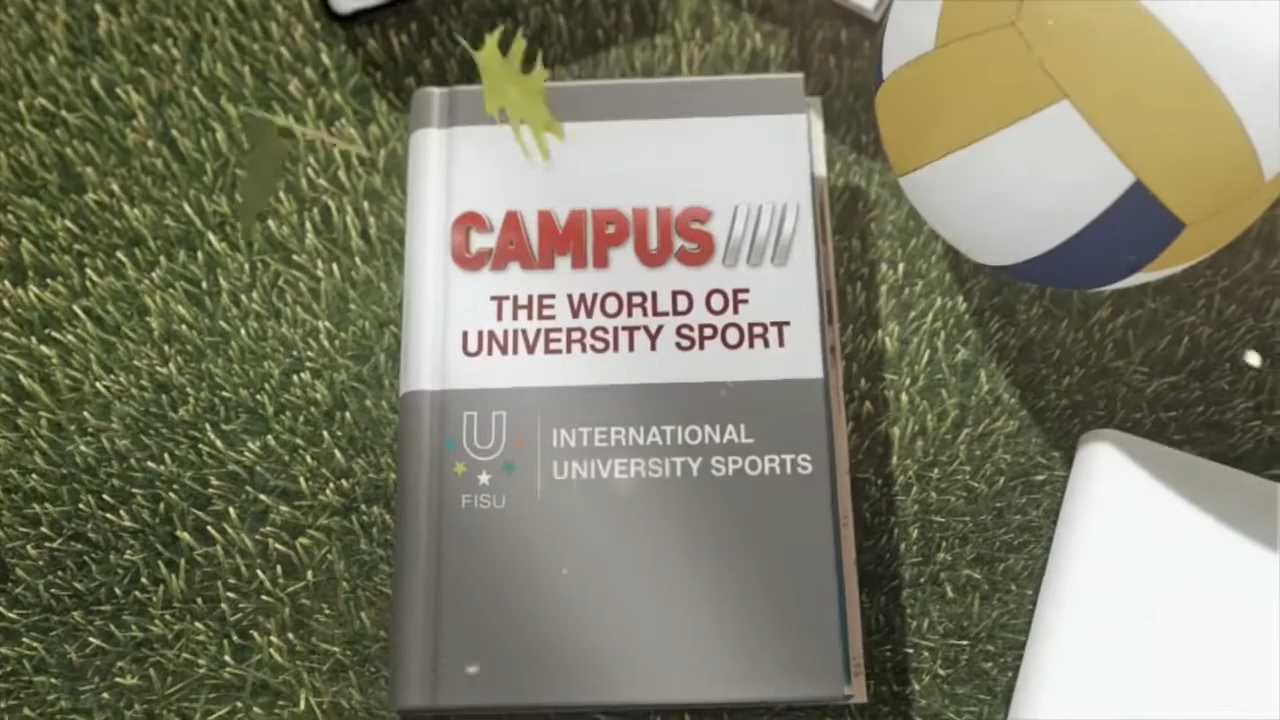 CAMPUS
THE WORLD OF
UNIVERSITY SPORT
U
FISU
INTERNATIONAL
UNIVERSITY SPORTS